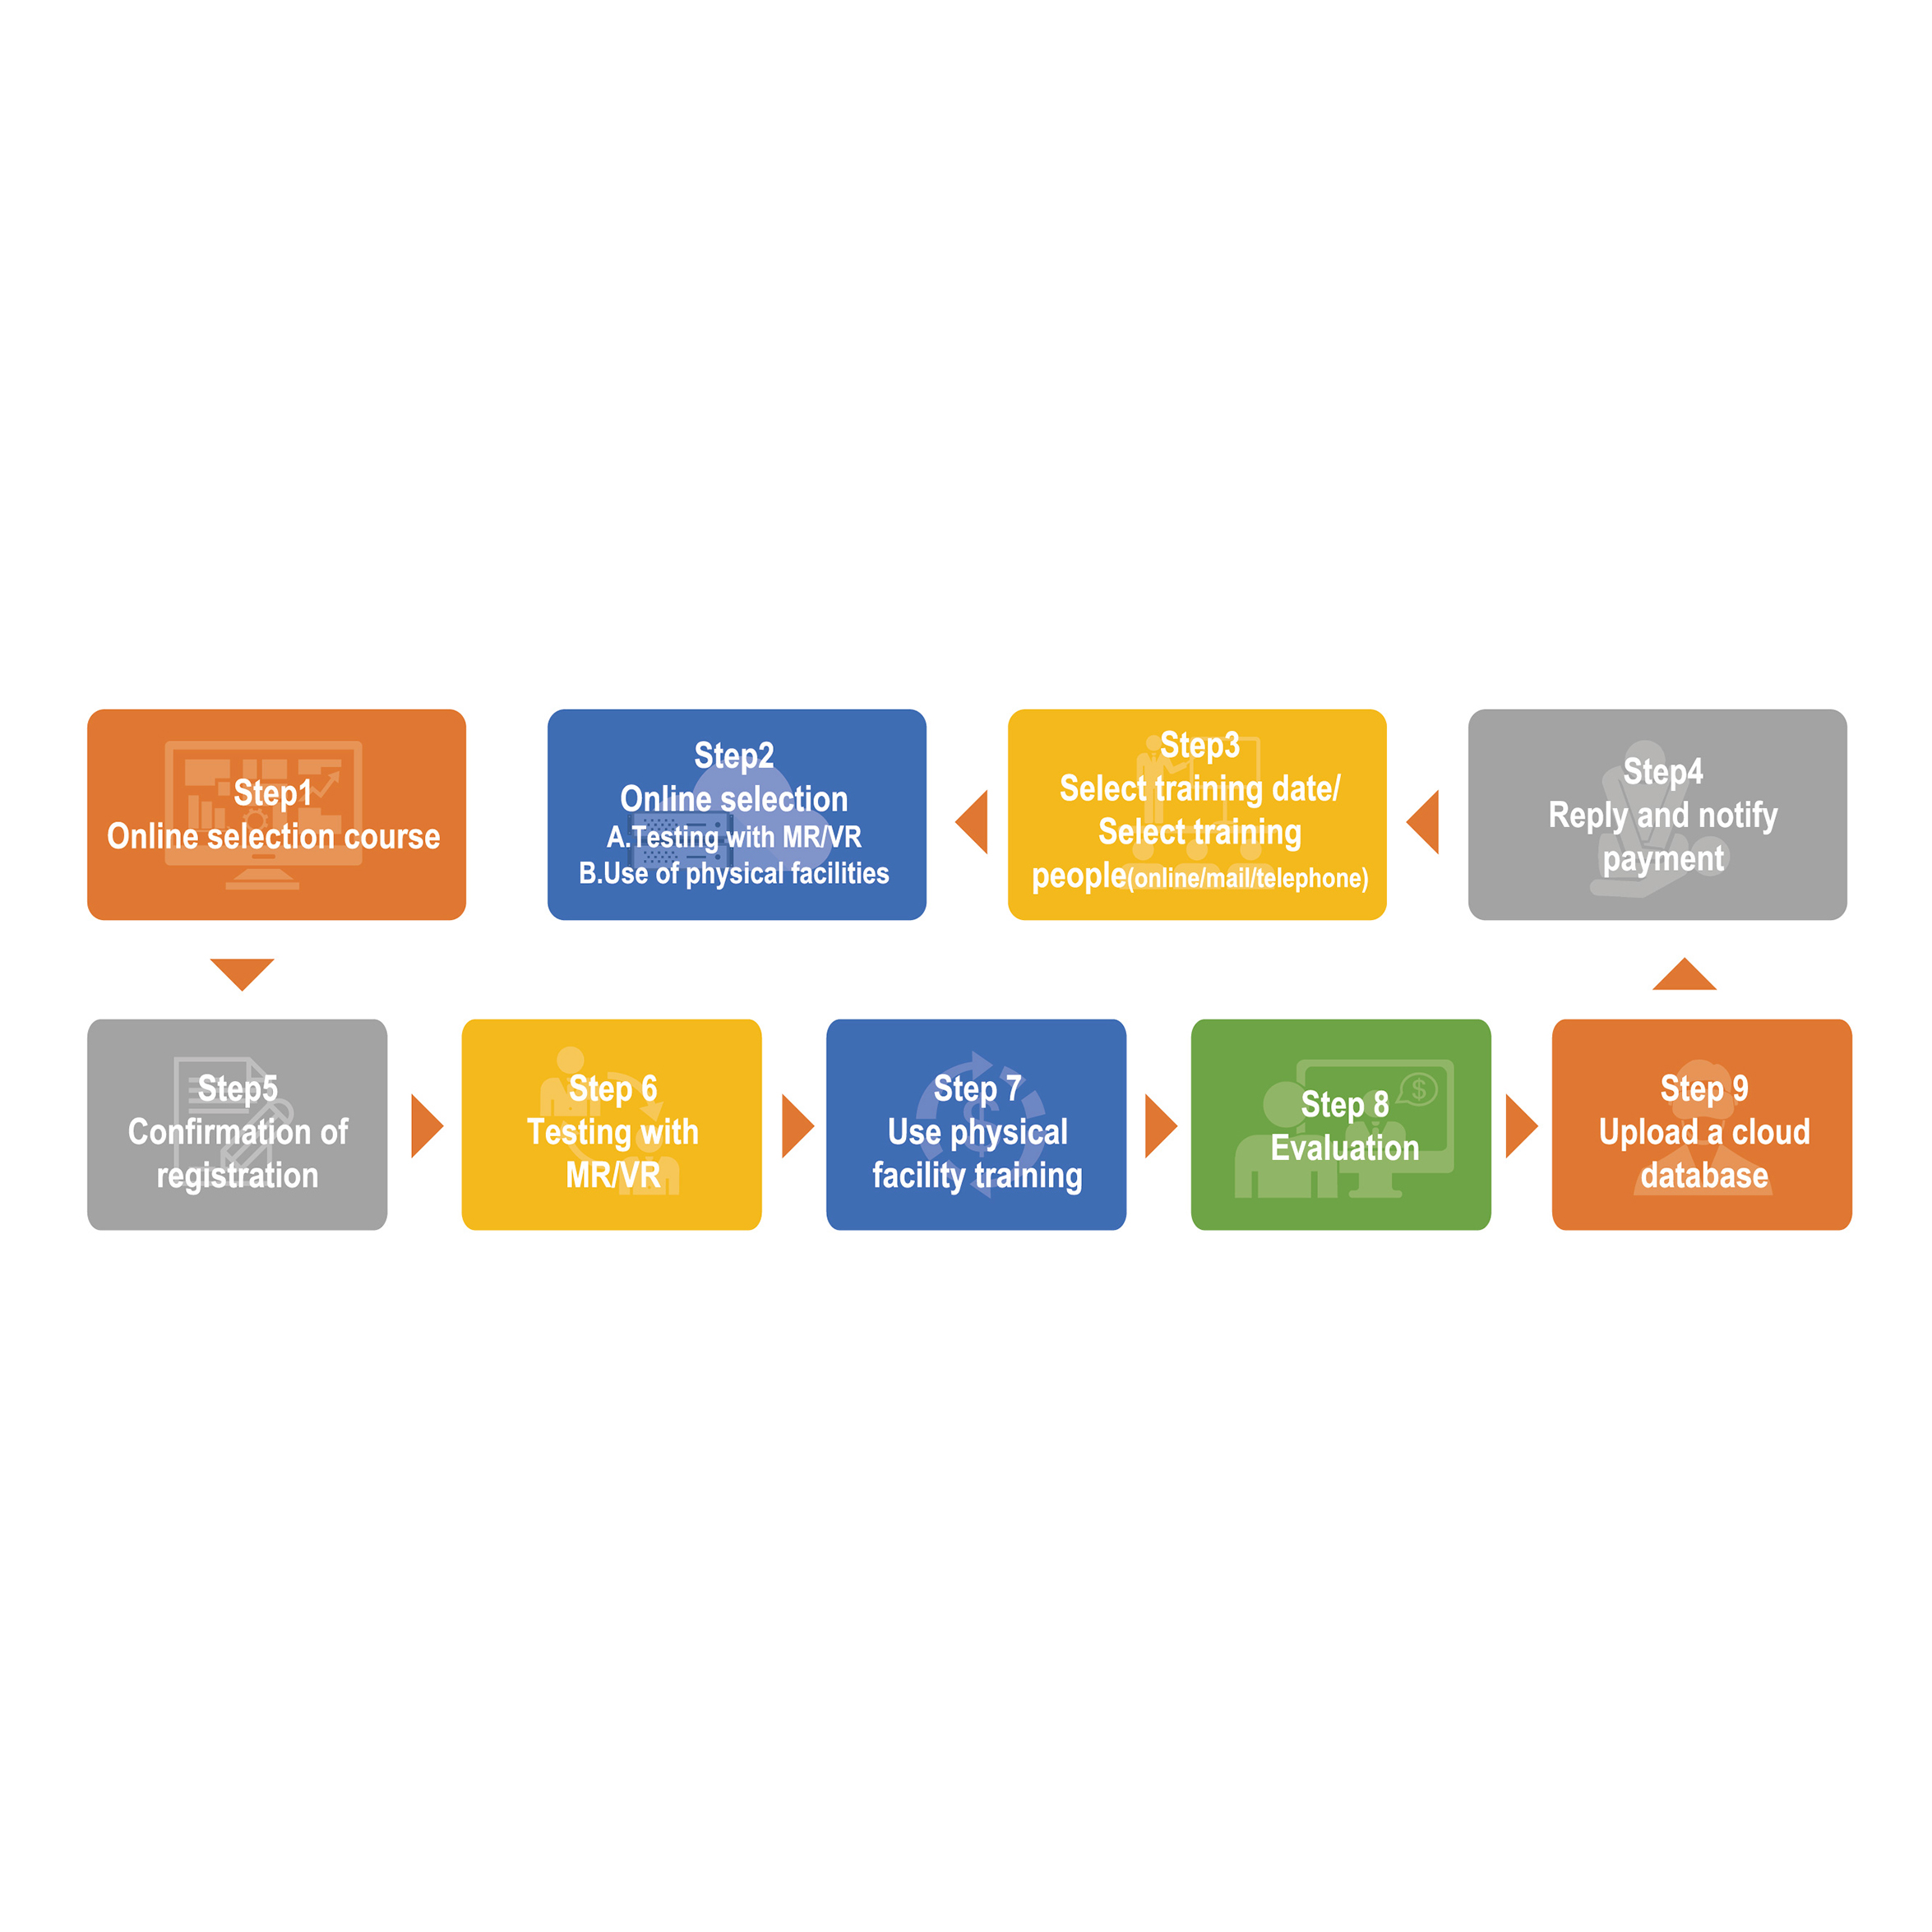 Step1
Online selection course
Step2
Online selection
A.Testing with MR/VR
B.Use of physical facilities
Step3
Select training date/
Select training
people(online/mail/telephone)
Step4
Reply and notify
payment
Step5
Confirmation of
registration
Step 6
Testing with
MR/VR
Step 7
Use physical
facility training
Step 8
Evaluation
Step 9
Upload a cloud
database